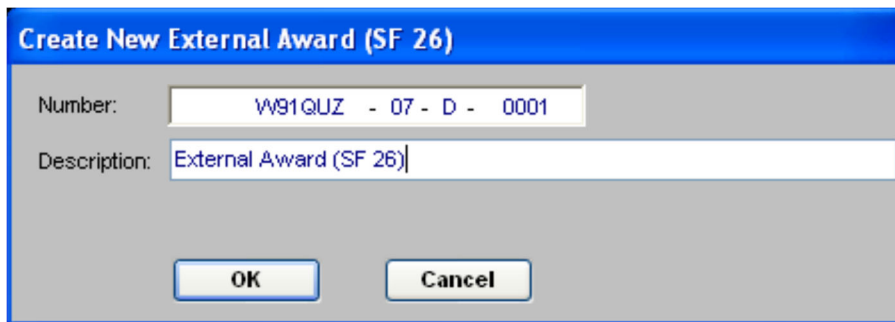 Create New External Award (SF 26)
Number: W91QUZ - 07 - D - 0001
Description: External Award (SF 26)
OK Cancel